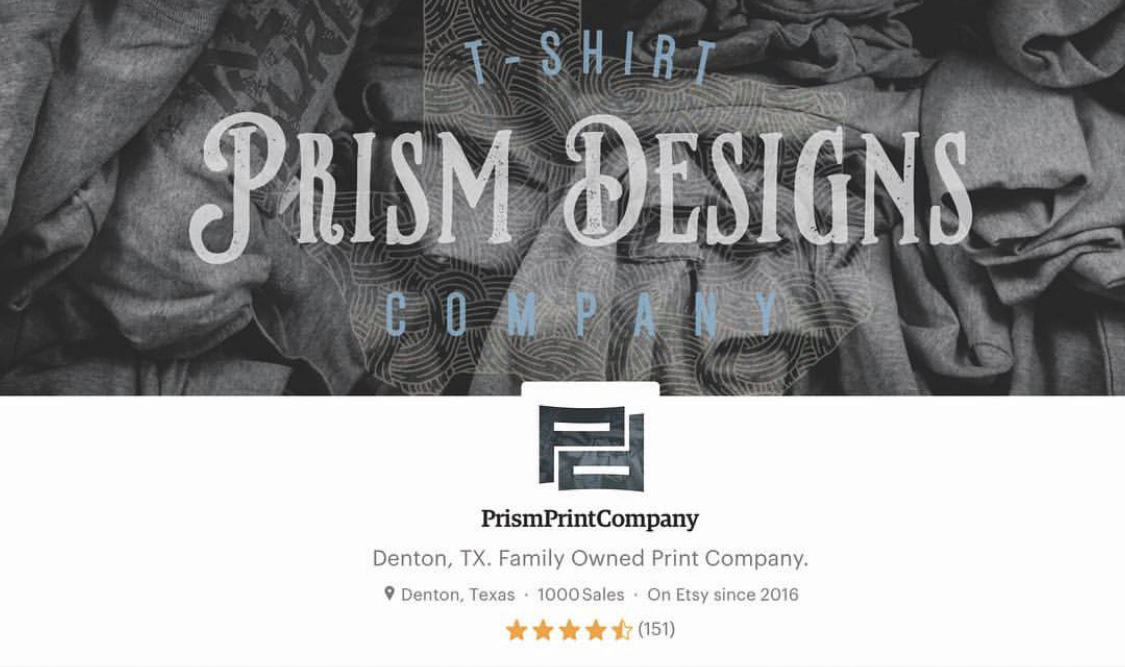 T-SHIRT
PRISM DESIGNS
COMPANY
PrismPrintCompany
Denton, TX. Family Owned Print Company.
Denton, Texas · 1000 Sales · On Etsy since 2016
(151)